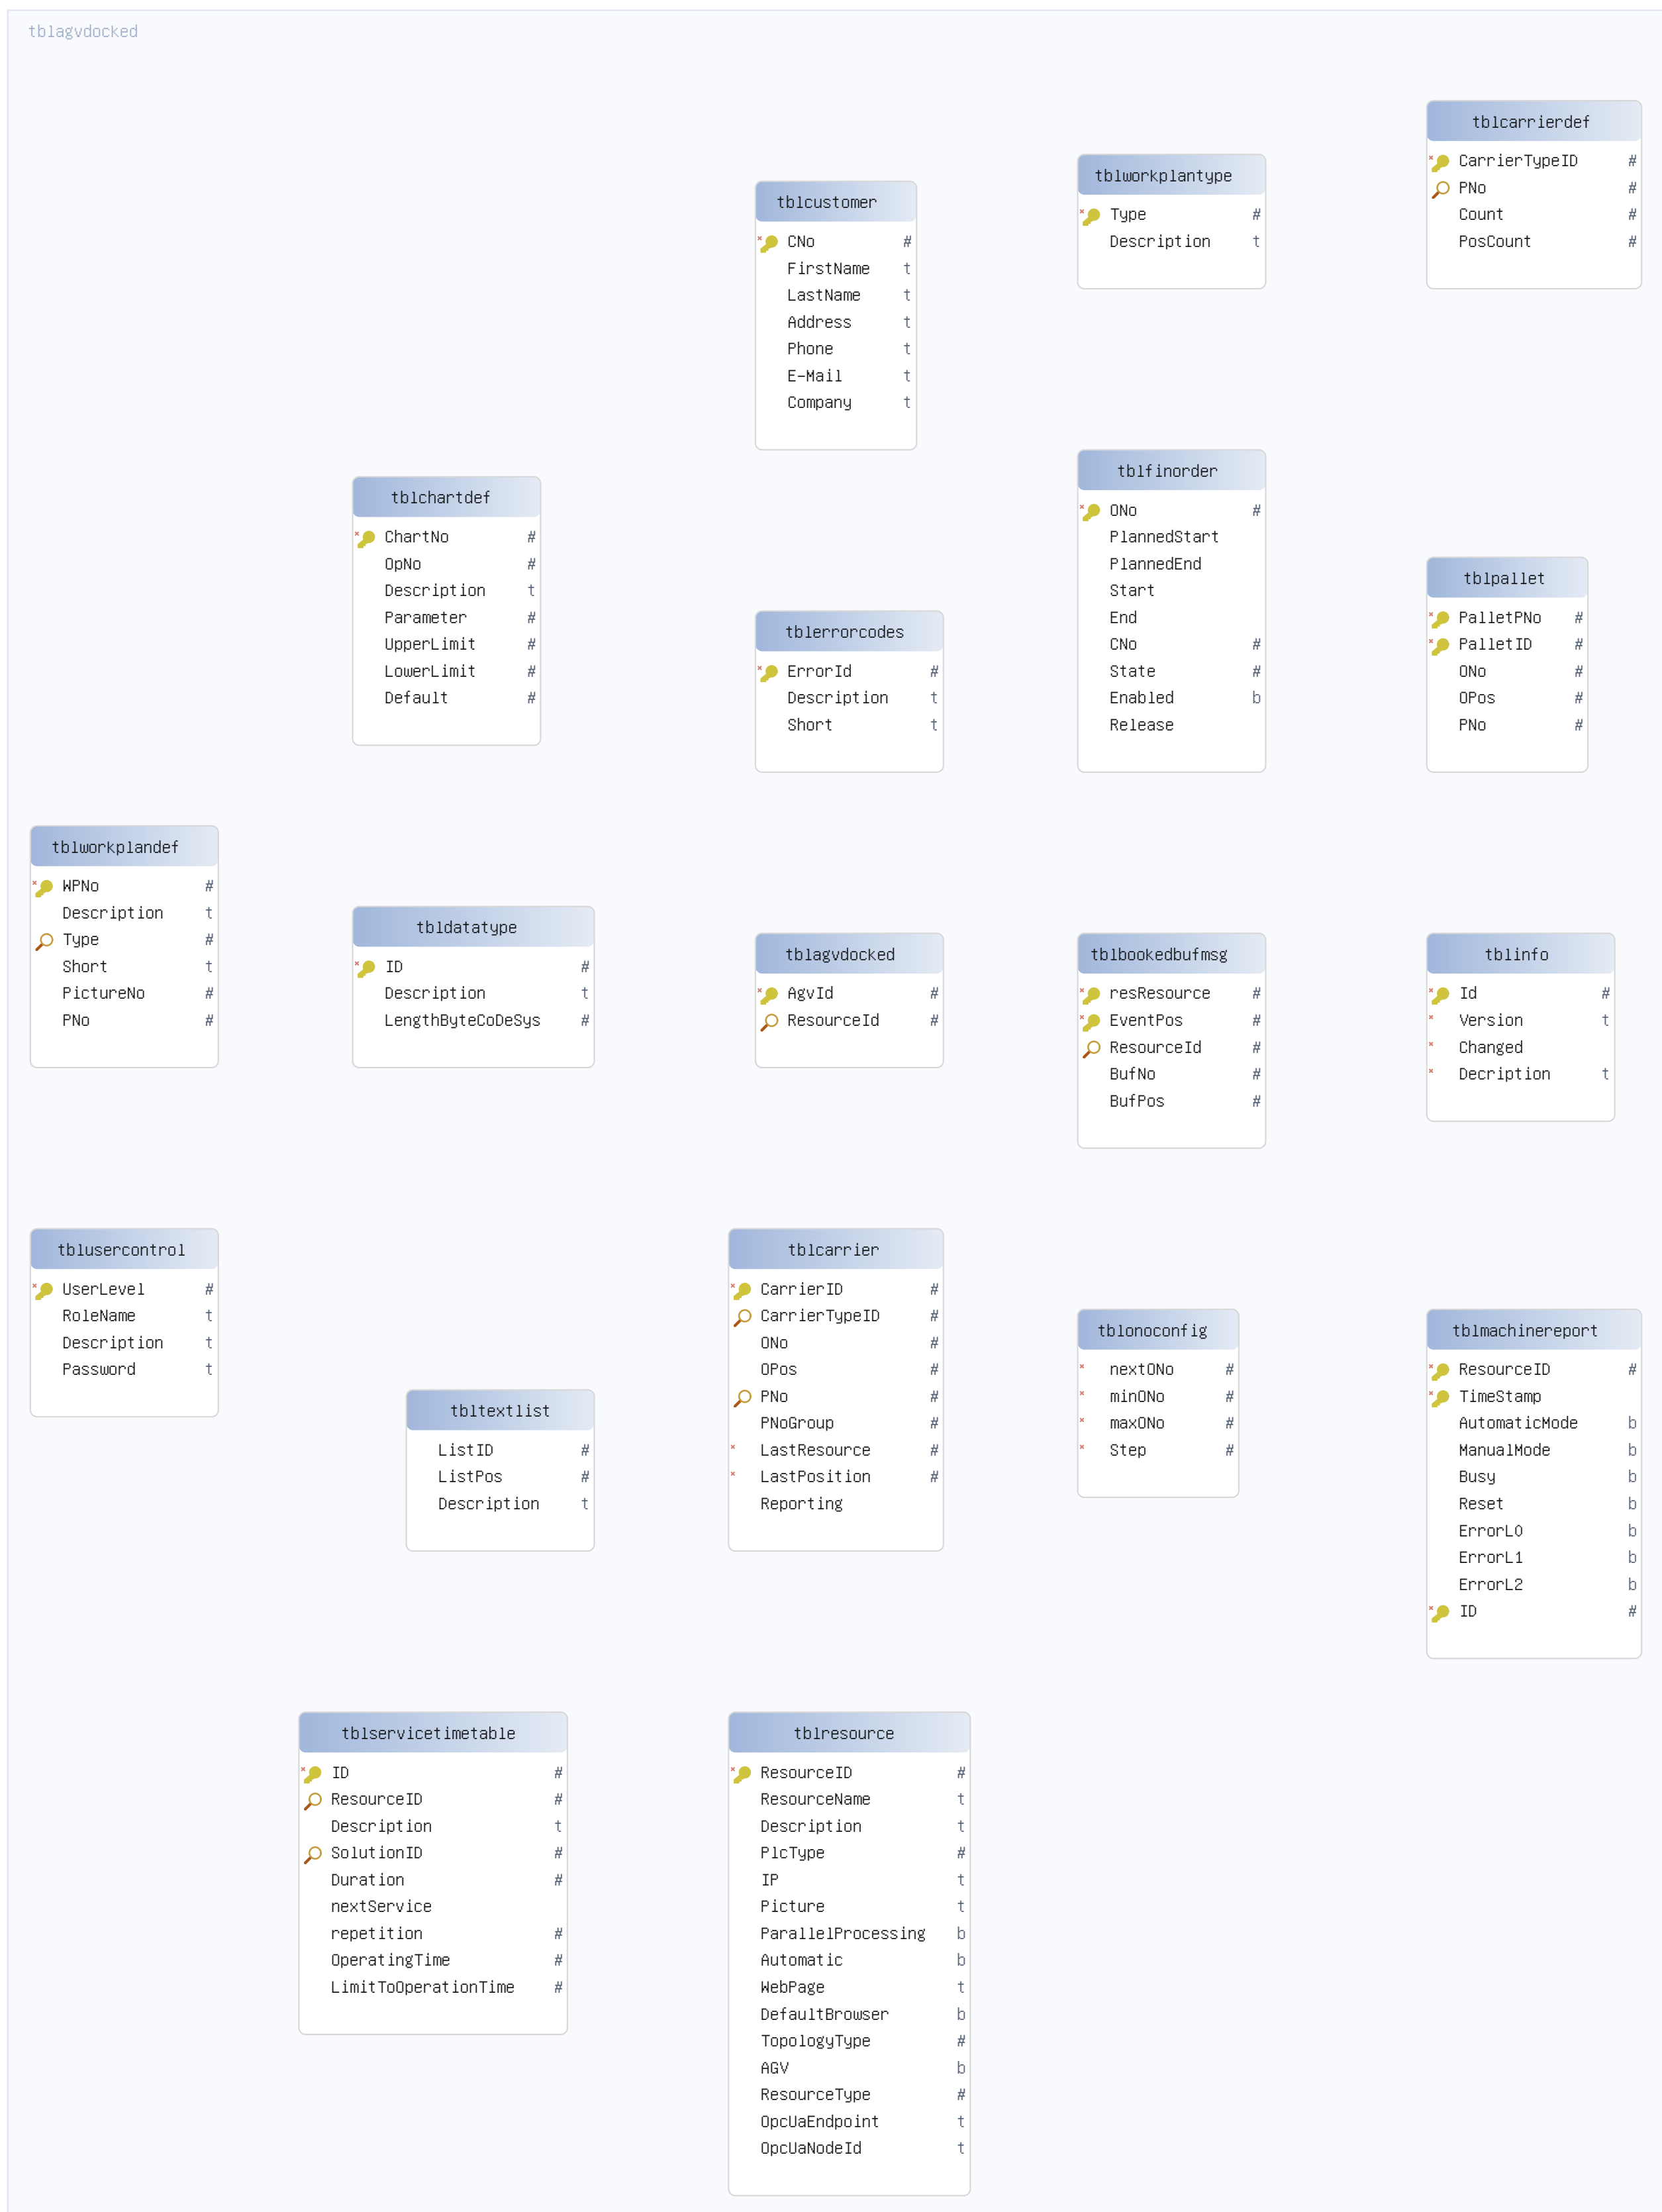 tblagvdocked
tblcarrierdef
CarrierTypeID #
PNo #
Count #
PosCount #
tblworkplantype
Type #
Description t
tblcustomer
CNo #
FirstName t
LastName t
Address t
Phone t
E-Mail t
Company t
tblfinorder
ONo #
PlannedStart
PlannedEnd
Start
End
CNo #
State #
Enabled b
Release
tblchartdef
ChartNo #
OpNo #
Description t
Parameter #
UpperLimit #
LowerLimit #
Default #
tblpallet
PalletPNo #
PalletID #
ONo #
OPos #
PNo #
tblerrorcodes
ErrorId #
Description t
Short t
tblworkplandef
WPNo #
Description t
Type #
Short t
PictureNo #
PNo #
tbldatatype
ID #
Description t
LengthByteCoDeSys #
tblagvdocked
AgvId #
ResourceId #
tblbookedbufmsg
resResource #
EventPos #
ResourceId #
BufNo #
BufPos #
tblinfo
Id #
Version t
Changed
Decription t
tblusercontrol
UserLevel #
RoleName t
Description t
Password t
tblcarrier
CarrierID #
CarrierTypeID #
ONo #
OPos #
PNo #
PNoGroup #
LastResource #
LastPosition #
Reporting
tblonoconfig
nextONo #
minONo #
maxONo #
Step #
tblmachinereport
ResourceID #
TimeStamp
AutomaticMode b
ManualMode b
Busy b
Reset b
ErrorL0 b
ErrorL1 b
ErrorL2 b
ID #
tbltextlist
ListID #
ListPos #
Description t
tblservicetimetable
ID #
ResourceID #
Description t
SolutionID #
Duration #
nextService
repetition #
OperatingTime #
LimitToOperationTime #
tblresource
ResourceID #
ResourceName t
Description t
PlcType #
IP t
Picture t
ParallelProcessing b
Automatic b
WebPage t
DefaultBrowser b
TopologyType #
AGV b
ResourceType #
OpcUaEndpoint t
OpcUaNodeId t